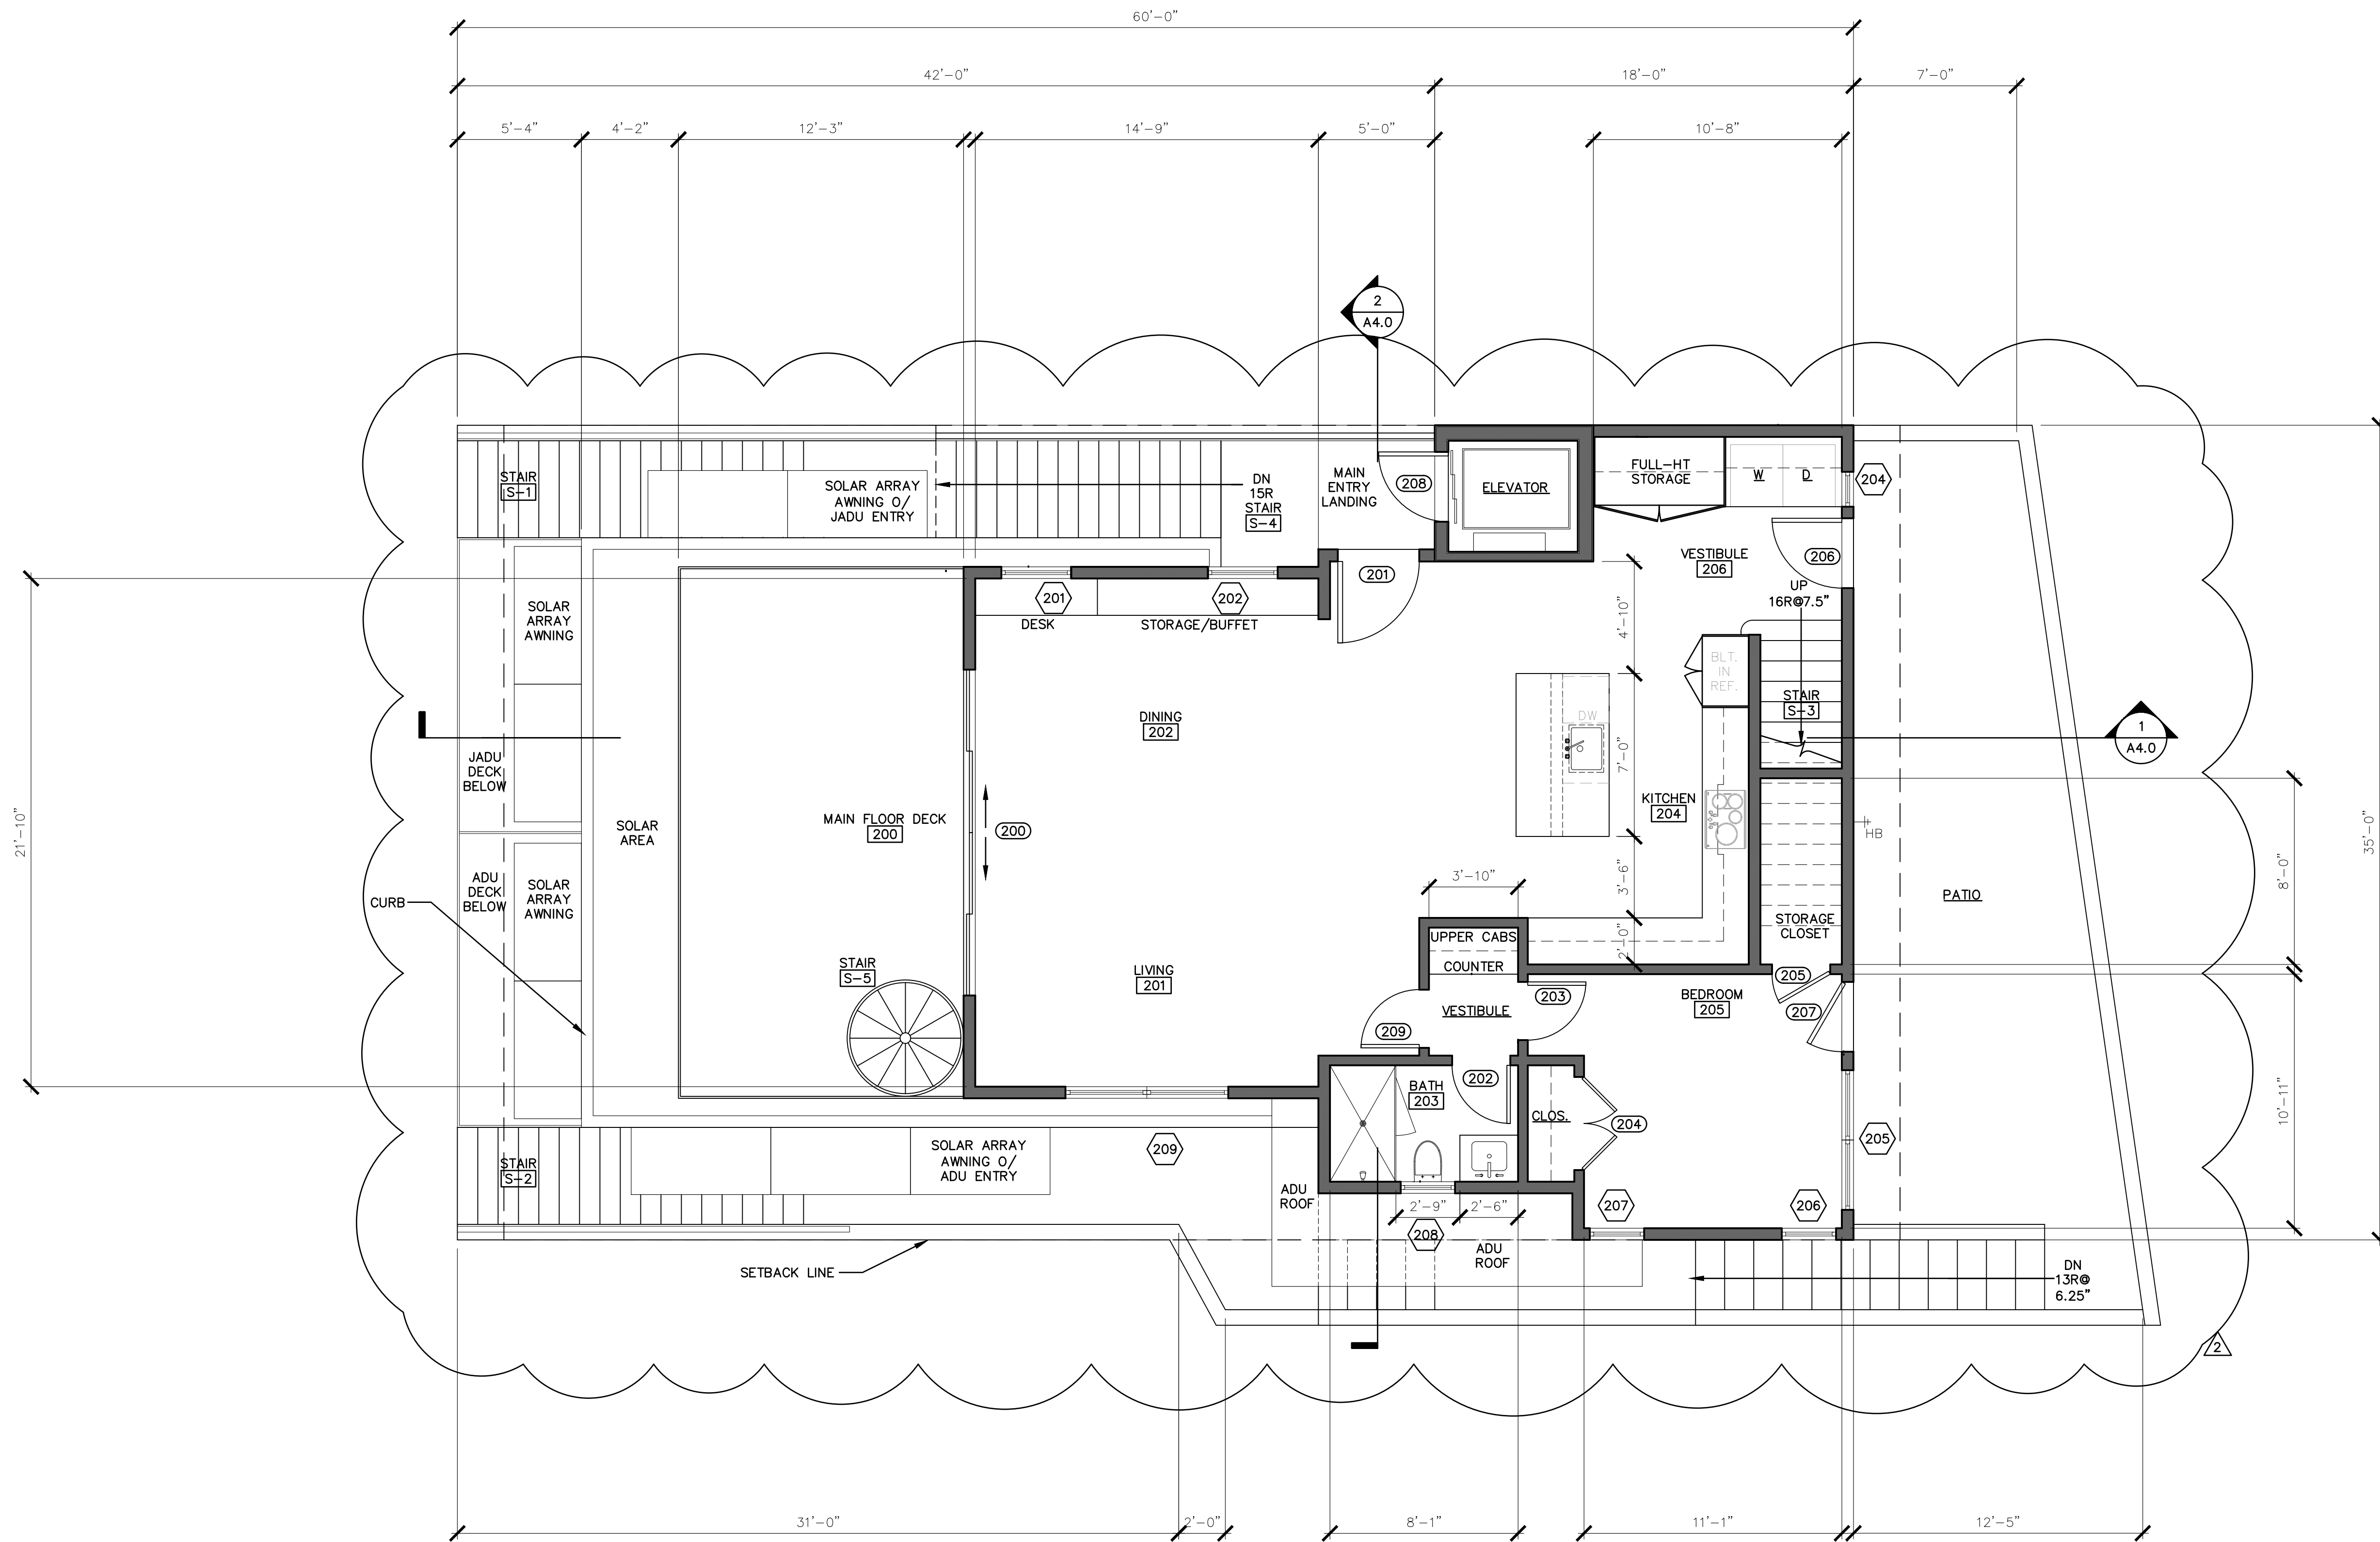 60'-0"
42'-0"
18'-0"
7'-0"
5'-4"
4'-2"
12'-3"
14'-9"
5'-0"
10'-8"
2
A4.0
STAIR
S-1
SOLAR ARRAY
AWNING O/
JADU ENTRY
DN
15R
STAIR
S-4
MAIN
ENTRY
LANDING
208
ELEVATOR
FULL-HT
STORAGE
W
D
204
VESTIBULE
206
206
UP
16R@7.5"
201
201
202
DESK
STORAGE/BUFFET
SOLAR
ARRAY
AWNING
4'-10"
BLT.
IN
REF.
STAIR
S-3
DINING
202
DW
1
A4.0
JADU
DECK
BELOW
7'-0"
KITCHEN
204
SOLAR
AREA
MAIN FLOOR DECK
200
200
HB
21'-10"
35'-0"
8'-0"
ADU
DECK
BELOW
SOLAR
ARRAY
AWNING
CURB
3'-10"
3'-6"
PATIO
STORAGE
CLOSET
UPPER CABS
COUNTER
2'-0"
STAIR
S-5
LIVING
201
205
BEDROOM
205
203
207
VESTIBULE
209
202
BATH
203
CLOS.
204
10'-11"
205
STAIR
S-2
SOLAR ARRAY
AWNING O/
ADU ENTRY
209
ADU
ROOF
2'-9"
2'-6"
207
206
208
ADU
ROOF
SETBACK LINE
DN
13R@
6.25"
2
31'-0"
2'-0"
8'-1"
11'-1"
12'-5"